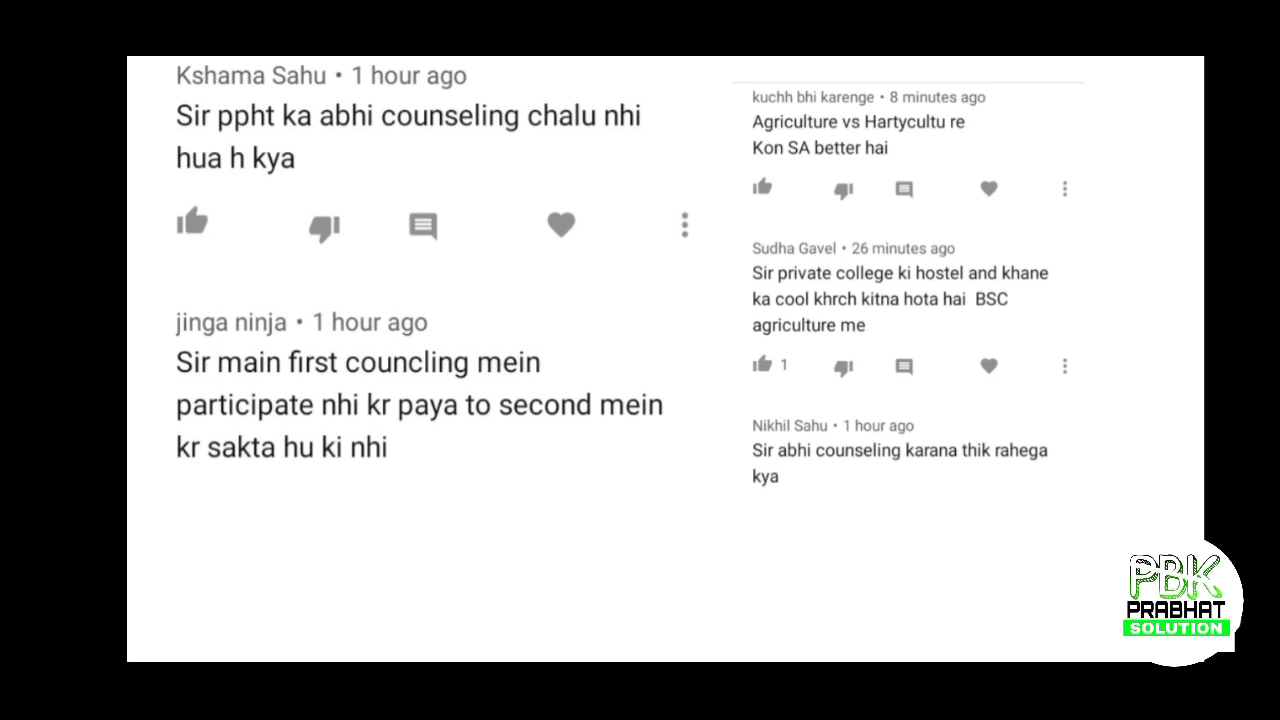 Kshama Sahu • 1 hour ago
Sir ppht ka abhi counseling chalu nhi
hua h kya
jinga ninja • 1 hour ago
Sir main first councling mein
participate nhi kr paya to second mein
kr sakta hu ki nhi
kuchh bhi karenge • 8 minutes ago
Agriculture vs Hartycultu re
Kon SA better hai
Sudha Gavel • 26 minutes ago
Sir private college ki hostel and khane
ka cool khrch kitna hota hai  BSC
agriculture me
1
Nikhil Sahu • 1 hour ago
Sir abhi counseling karana thik rahega
kya
PBK
PRABHAT
SOLUTION